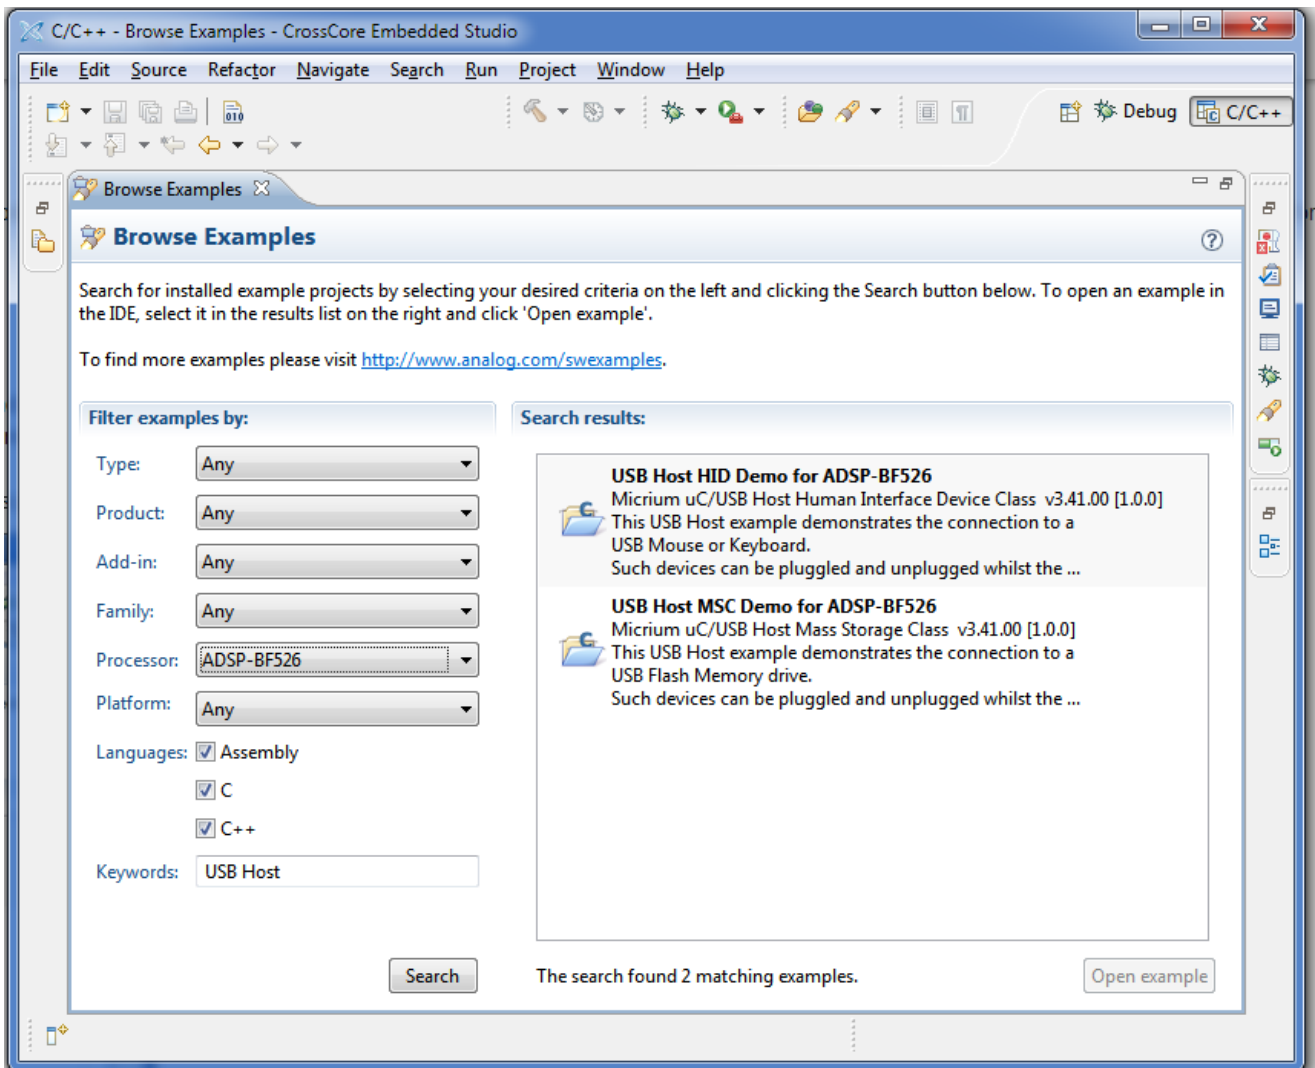 C/C++ - Browse Examples - CrossCore Embedded Studio
File Edit Source Refactor Navigate Search Run Project Window Help
010
Debug C/C++
Browse Examples
Browse Examples
Search for installed example projects by selecting your desired criteria on the left and clicking the Search button below. To open an example in
the IDE, select it in the results list on the right and click 'Open example'.
To find more examples please visit http://www.analog.com/swexamples.
Filter examples by:
Type: Any
Product: Any
Add-in: Any
Family: Any
Processor: ADSP-BF526
Platform: Any
Languages: Assembly
C
C++
Keywords: USB Host
Search
Search results:
USB Host HID Demo for ADSP-BF526
Micrium uC/USB Host Human Interface Device Class v3.41.00 [1.0.0]
This USB Host example demonstrates the connection to a
USB Mouse or Keyboard.
Such devices can be pluggled and unplugged whilst the ...
USB Host MSC Demo for ADSP-BF526
Micrium uC/USB Host Mass Storage Class v3.41.00 [1.0.0]
This USB Host example demonstrates the connection to a
USB Flash Memory drive.
Such devices can be pluggled and unplugged whilst the ...
The search found 2 matching examples.
Open example